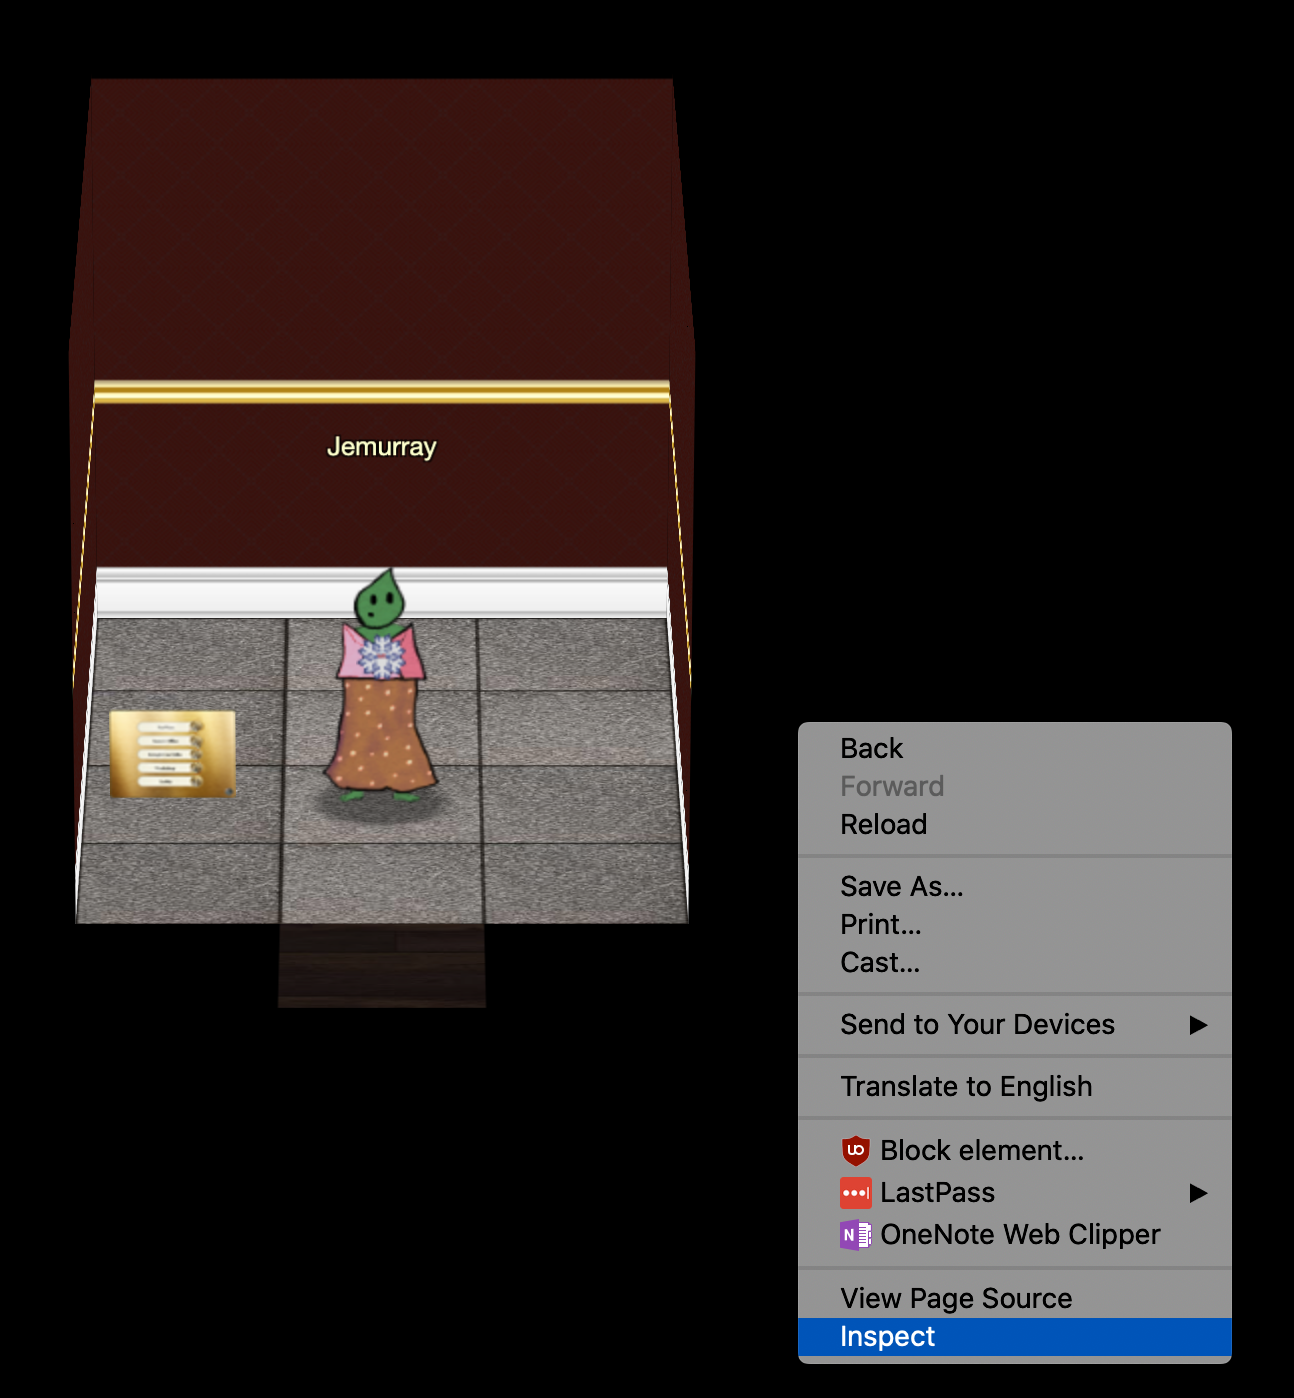 Jemurray
Back
Forward
Reload
Save As...
Print...
Cast...
Send to Your Devices
Translate to English
Block element...
LastPass
N OneNote Web Clipper
View Page Source
Inspect